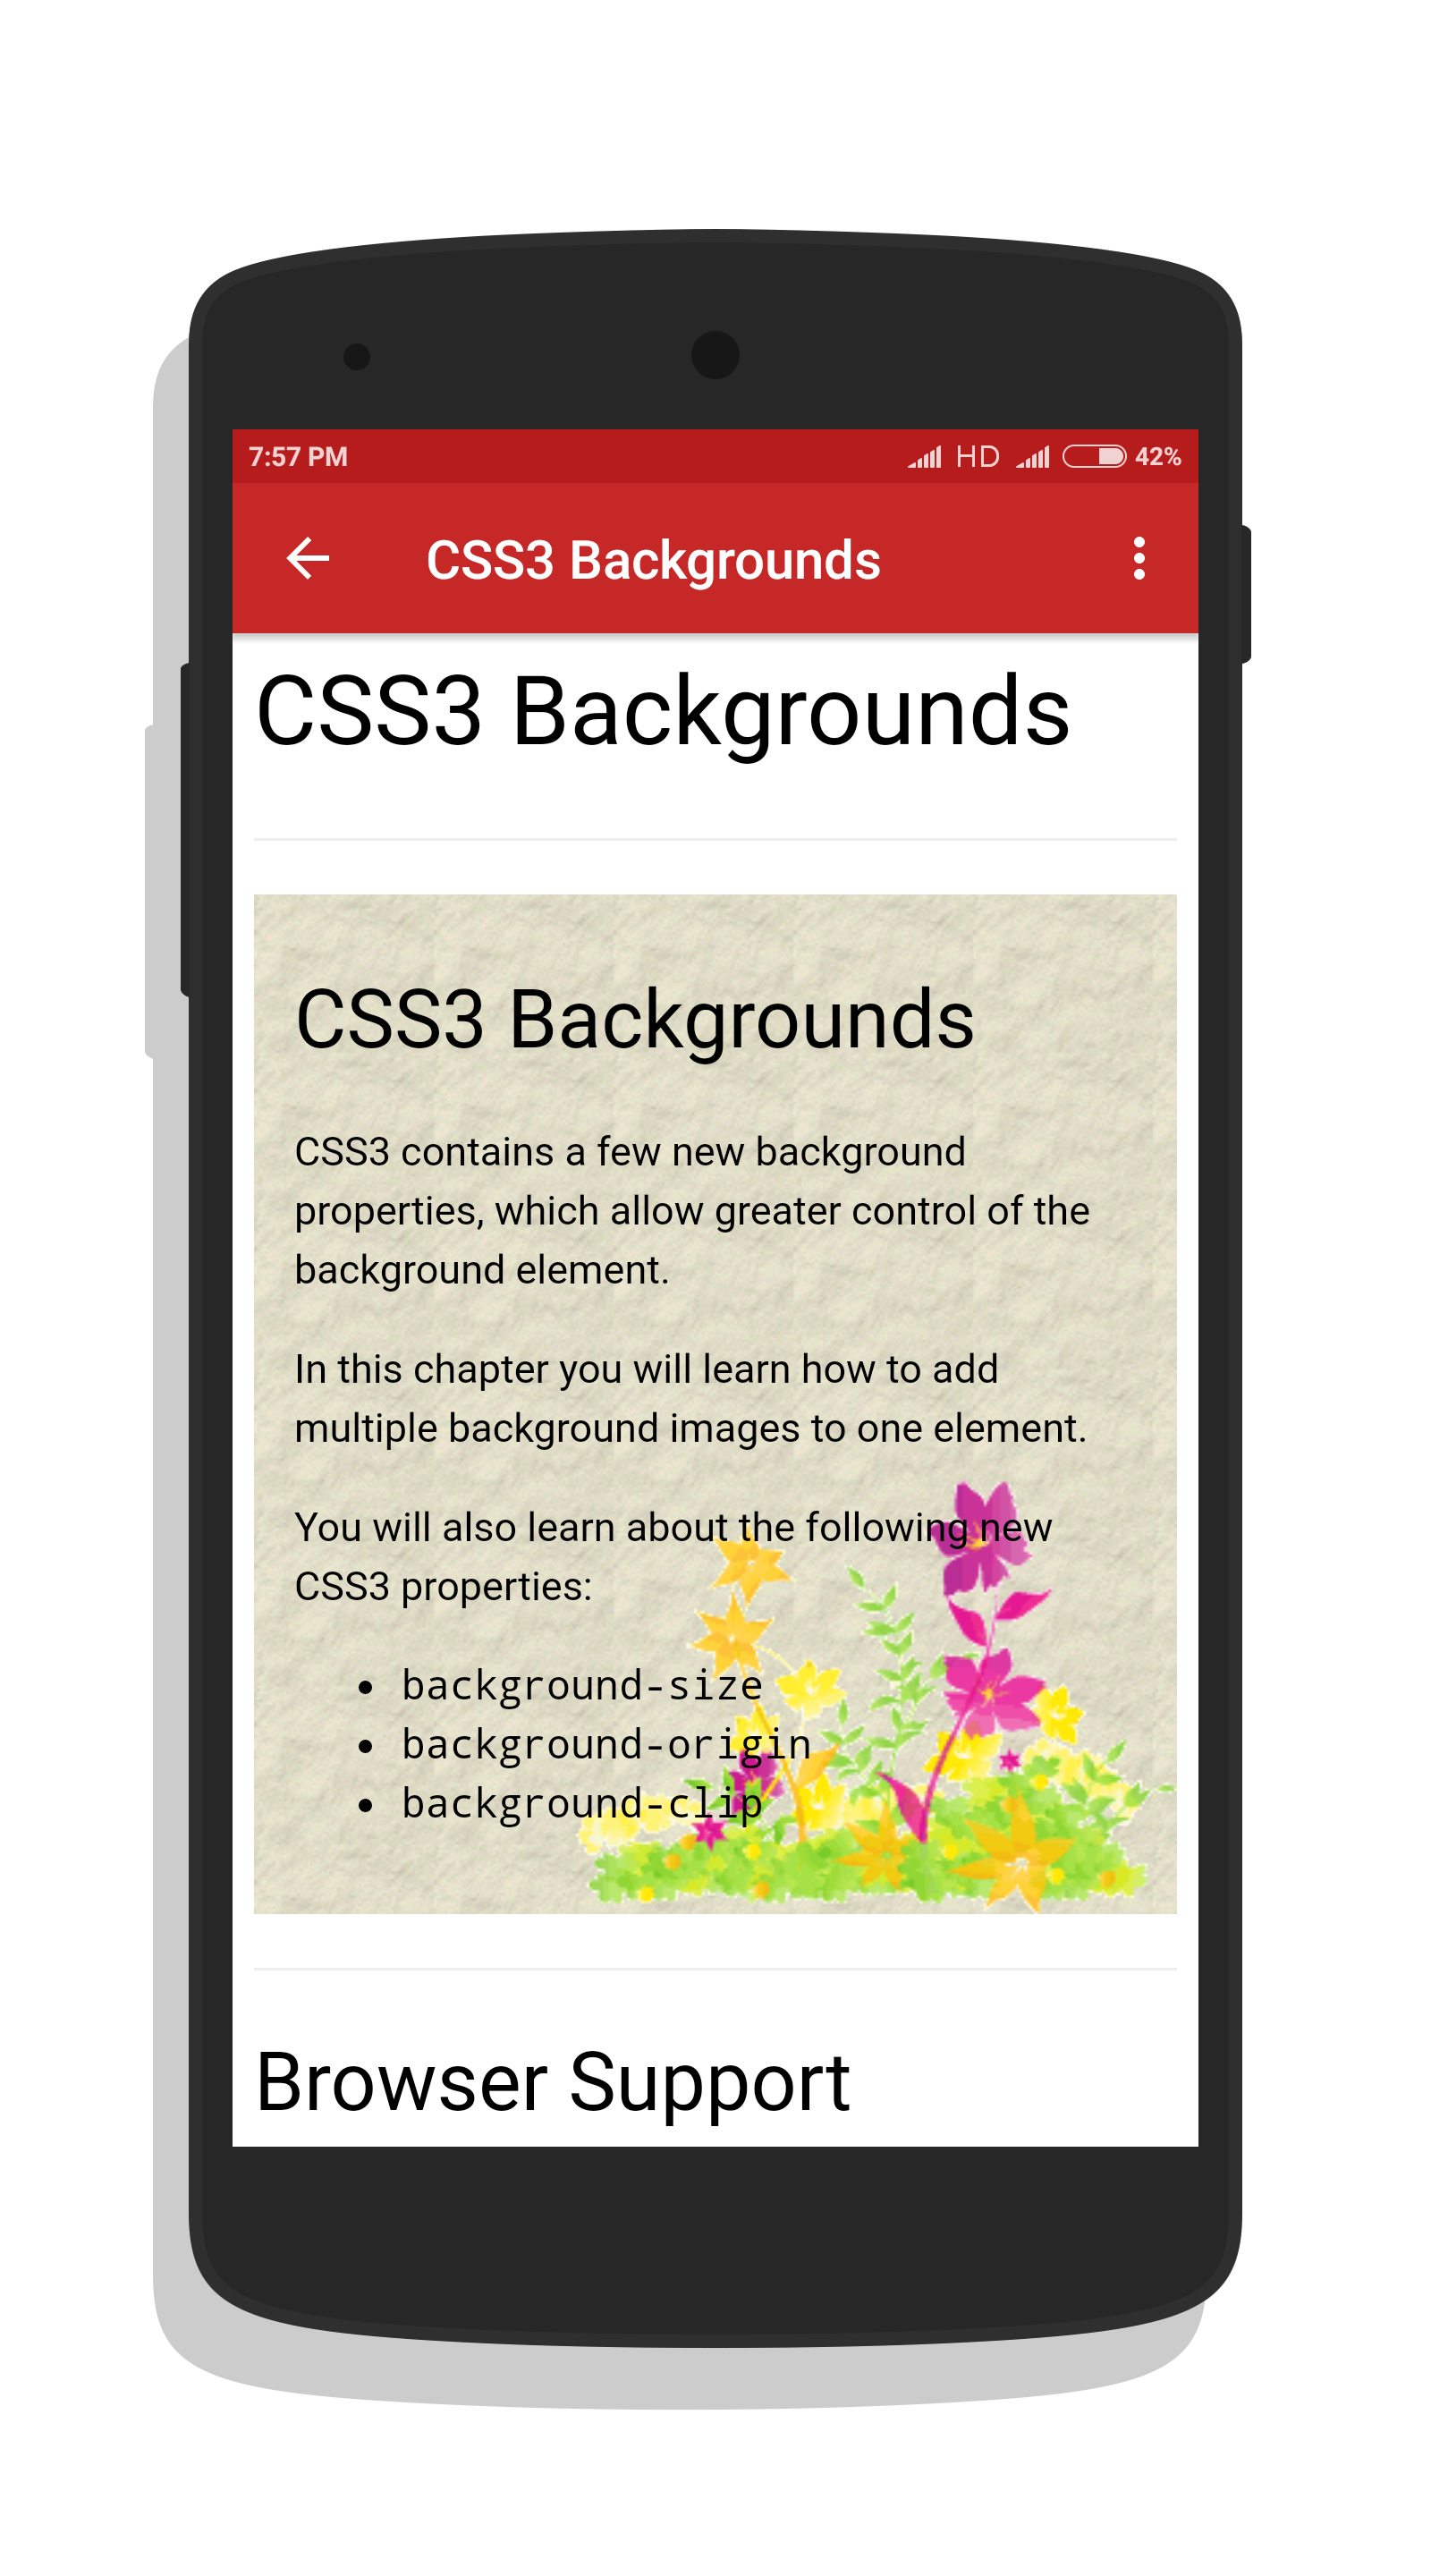 7:57 PM HD 42%
CSS3 Backgrounds
CSS3 Backgrounds
CSS3 Backgrounds
CSS3 contains a few new background
properties, which allow greater control of the
background element.
In this chapter you will learn how to add
multiple background images to one element.
You will also learn about the following new
CSS3 properties:
• background-size
• background-origin
• background-clip
Browser Support